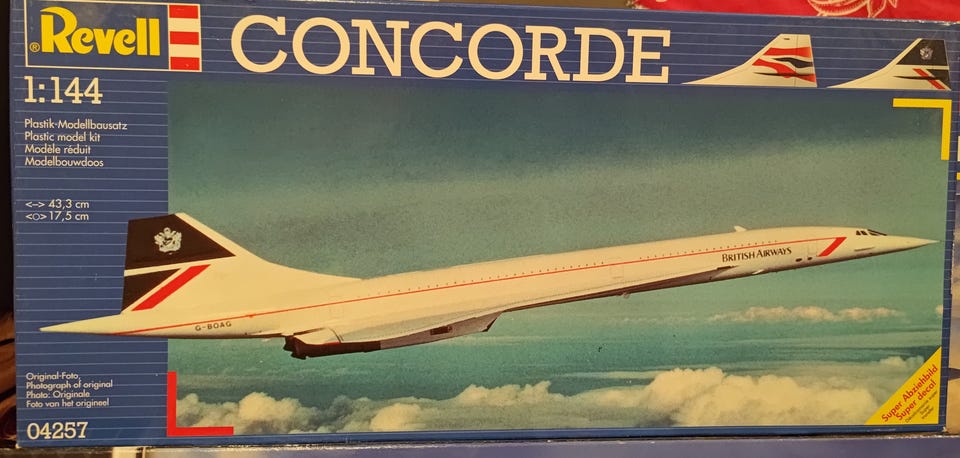 ® Revell
CONCORDE
1:144
Plastik-Modellbausatz
Plastic model kit
Modèle réduit
Modelbouwdoos
<–> 43,3 cm
<○> 17,5 cm
BRITISH AIRWAYS
G-BOAG
Original-Foto,
Photograph of original
Photo: Originale
Foto van het origineel
04257
Super Abziehbild
Super decal